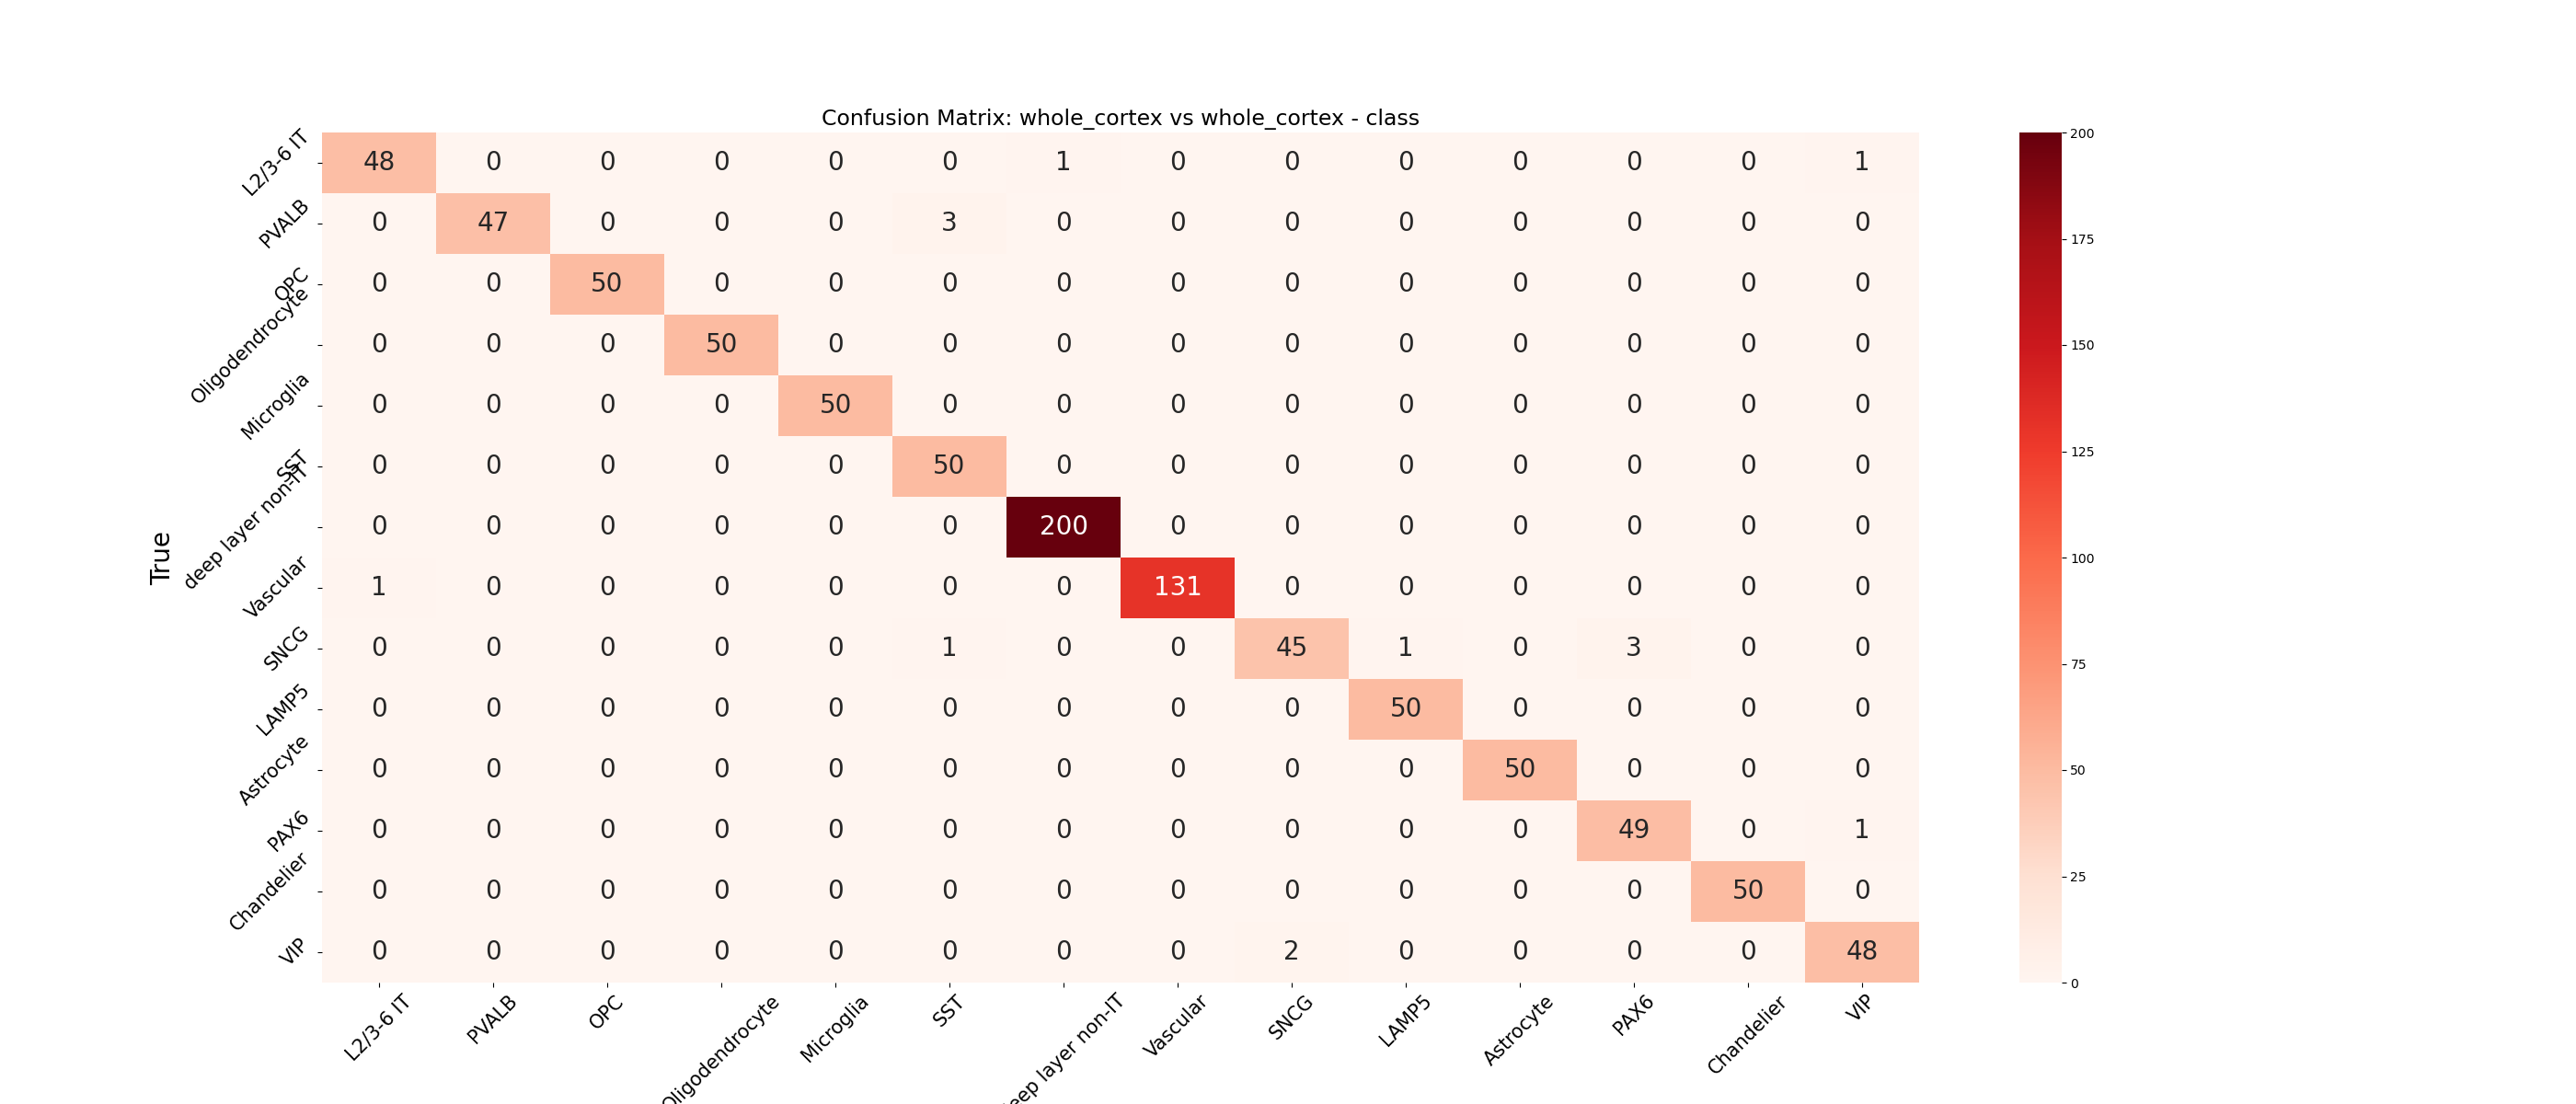 Confusion Matrix: whole_cortex vs whole_cortex - class
True
L2/3-6 IT 48 0 0 0 0 0 1 0 0 0 0 0 0 1
PVALB 0 47 0 0 0 3 0 0 0 0 0 0 0 0
OPC 0 0 50 0 0 0 0 0 0 0 0 0 0 0
Oligodendrocyte 0 0 0 50 0 0 0 0 0 0 0 0 0 0
Microglia 0 0 0 0 50 0 0 0 0 0 0 0 0 0
SST 0 0 0 0 0 50 0 0 0 0 0 0 0 0
deep layer non-IT 0 0 0 0 0 0 200 0 0 0 0 0 0 0
Vascular 1 0 0 0 0 0 0 131 0 0 0 0 0 0
SNCG 0 0 0 0 0 1 0 0 45 1 0 3 0 0
LAMP5 0 0 0 0 0 0 0 0 0 50 0 0 0 0
Astrocyte 0 0 0 0 0 0 0 0 0 0 50 0 0 0
PAX6 0 0 0 0 0 0 0 0 0 0 0 49 0 1
Chandelier 0 0 0 0 0 0 0 0 0 0 0 0 50 0
VIP 0 0 0 0 0 0 0 0 2 0 0 0 0 48
L2/3-6 IT
PVALB
OPC
Oligodendrocyte
Microglia
SST
layer non-IT
Vascular
SNCG
LAMP5
Astrocyte
PAX6
Chandelier
VIP
200
175
150
125
100
75
50
25
0